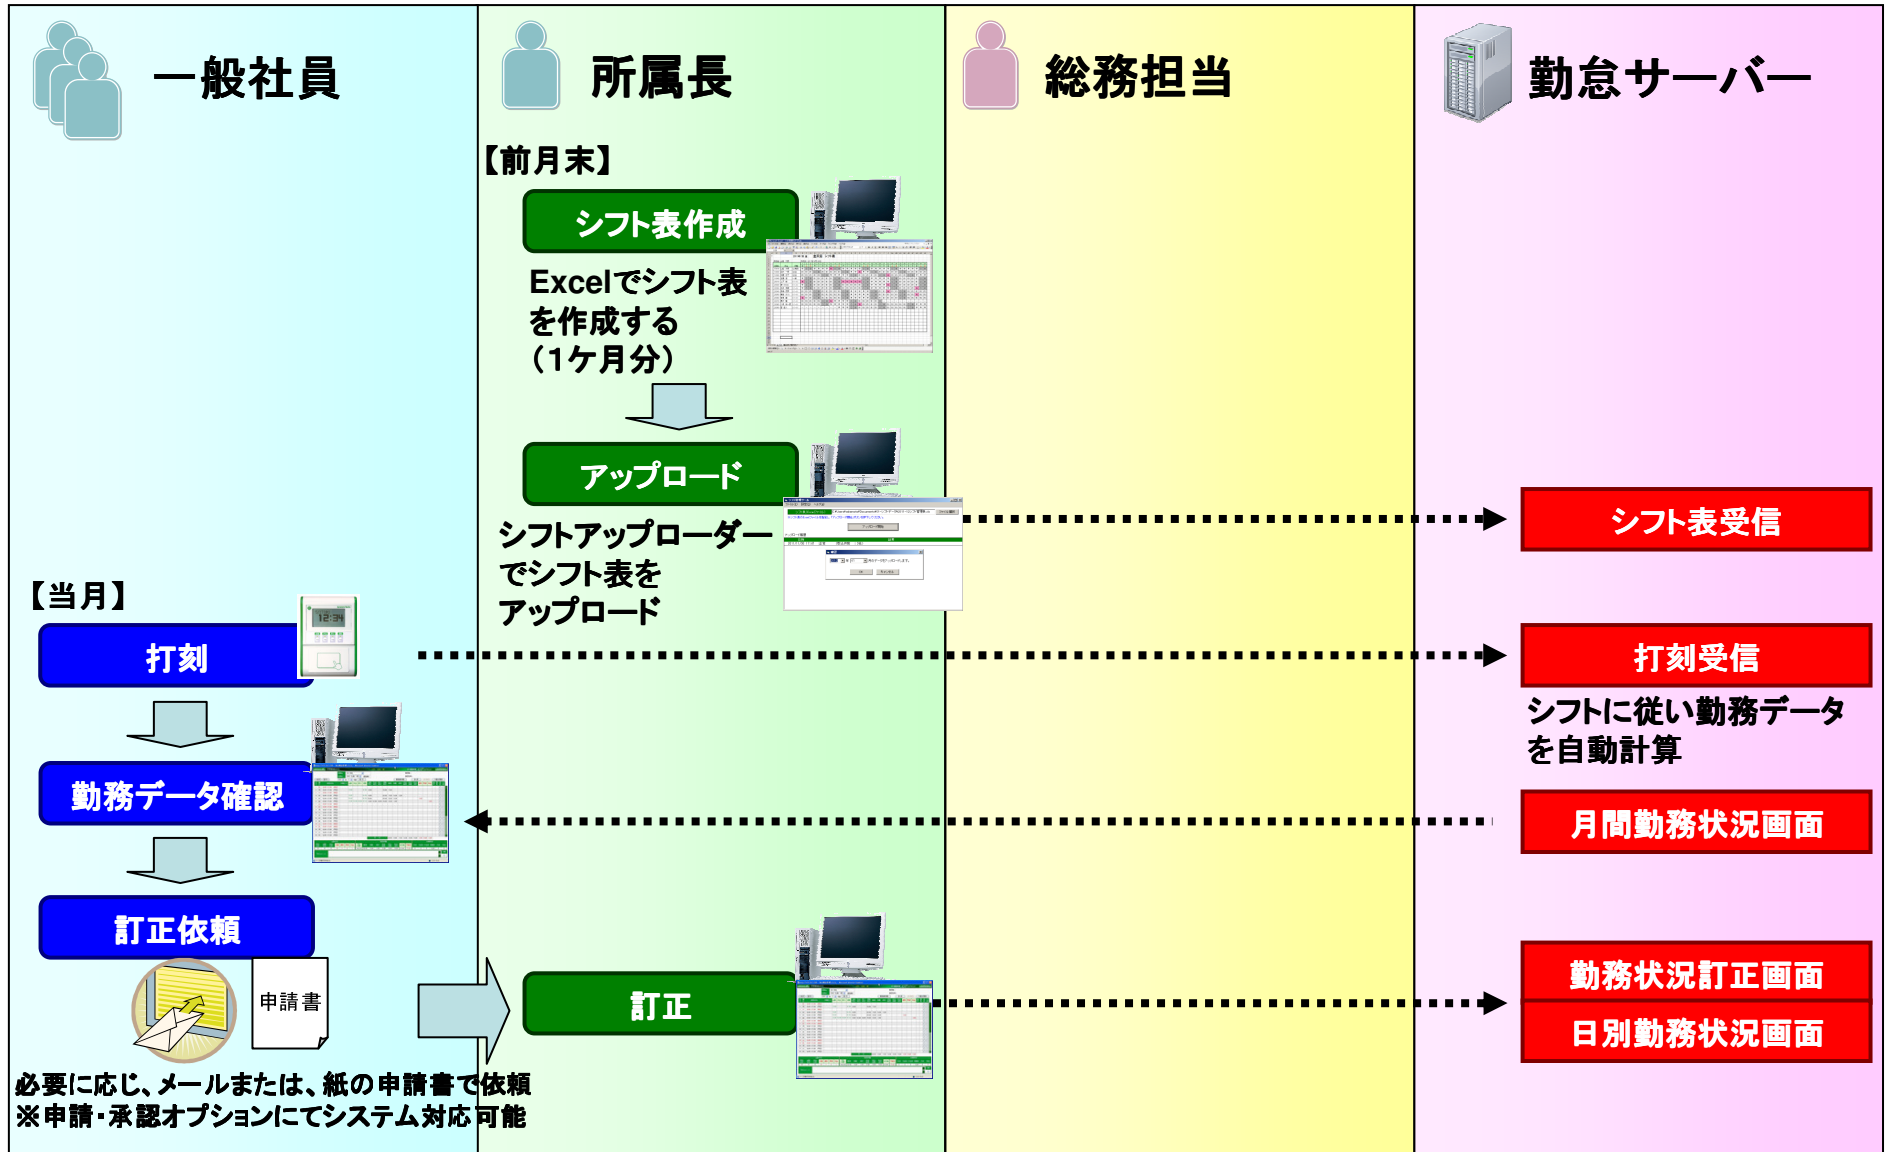 一般社員
所属長
総務担当
勤怠サーバー
【前月末】
シフト表作成
Excelでシフト表
を作成する
（1ケ月分）
アップロード
シフトアップローダー
でシフト表を
アップロード
シフト表受信
【当月】
12:34
打刻
打刻受信
シフトに従い勤務データ
を自動計算
勤務データ確認
月間勤務状況画面
訂正依頼
申請書
訂正
勤務状況訂正画面
日別勤務状況画面
必要に応じ、メールまたは、紙の申請書で依頼
※申請・承認オプションにてシステム対応可能